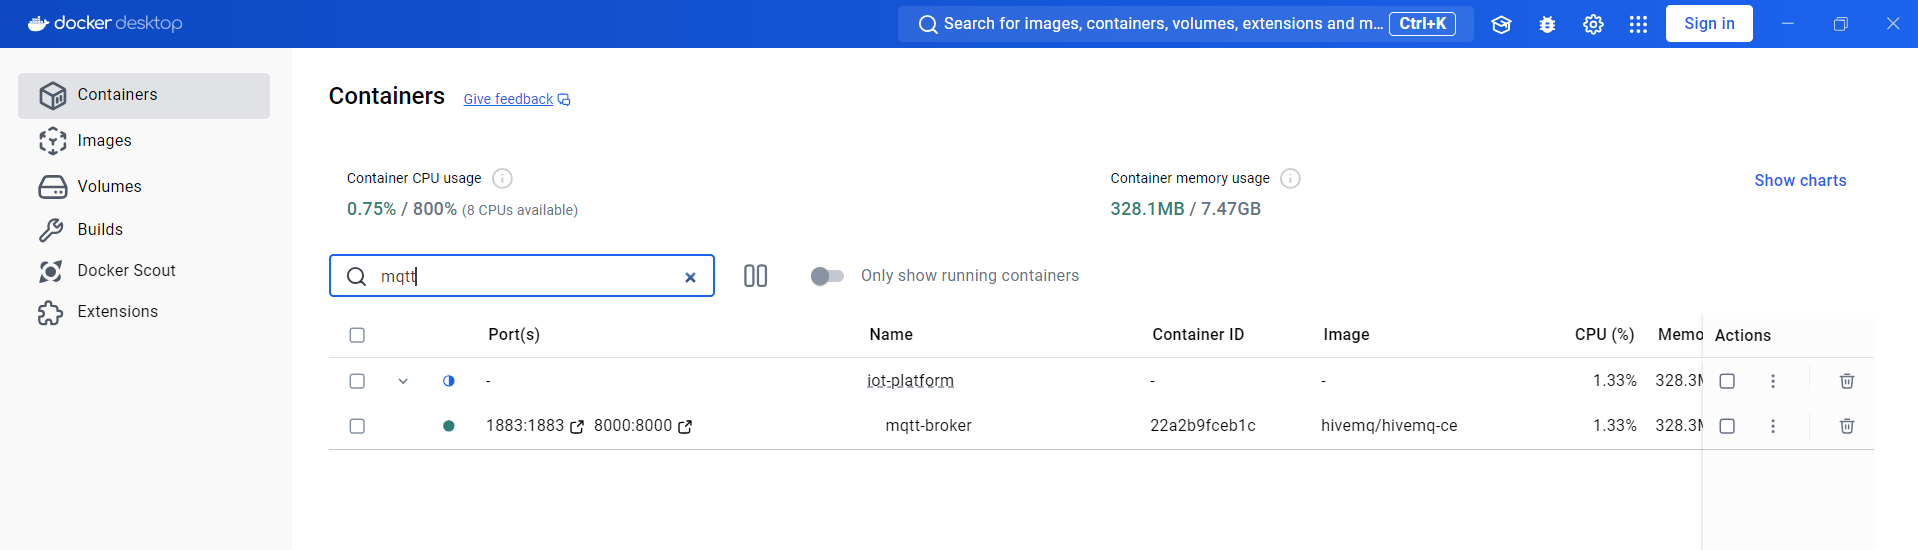 docker desktop
Search for images, containers, volumes, extensions and m... Ctrl+K
Sign in
Containers
Images
Volumes
Builds
Docker Scout
Extensions
Containers Give feedback
Container CPU usage
0.75% / 800% (8 CPUs available)
Container memory usage
328.1MB / 7.47GB
Show charts
mqtt
Only show running containers
Port(s) Name Container ID Image CPU (%) Memo Actions
- iot-platform - - 1.33% 328.3M
1883:1883 8000:8000 mqtt-broker 22a2b9fceb1c hivemq/hivemq-ce 1.33% 328.3M